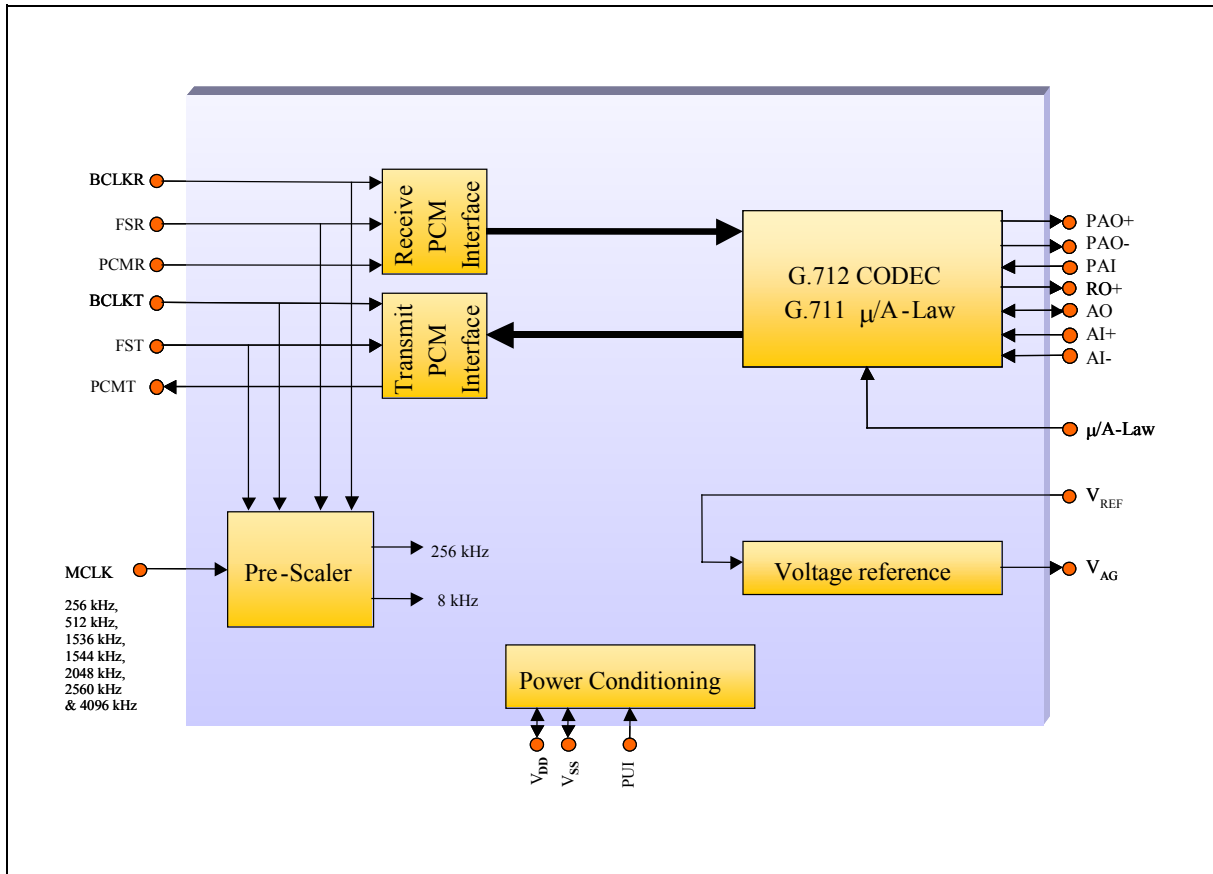 BCLKR
FSR
PCMR
BCLKT
FST
PCMT
Receive
PCM
Interface
Transmit
PCM
Interface
G.712 CODEC
G.711 μ/A-Law
PAO+
PAO-
PAI
RO+
AO
AI+
AI-
μ/A-Law
VREF
Voltage reference
VAG
MCLK
256 kHz,
512 kHz,
1536 kHz,
1544 kHz,
2048 kHz,
2560 kHz
& 4096 kHz
Pre-Scaler
256 kHz
8 kHz
Power Conditioning
VDD
VSS
PUI